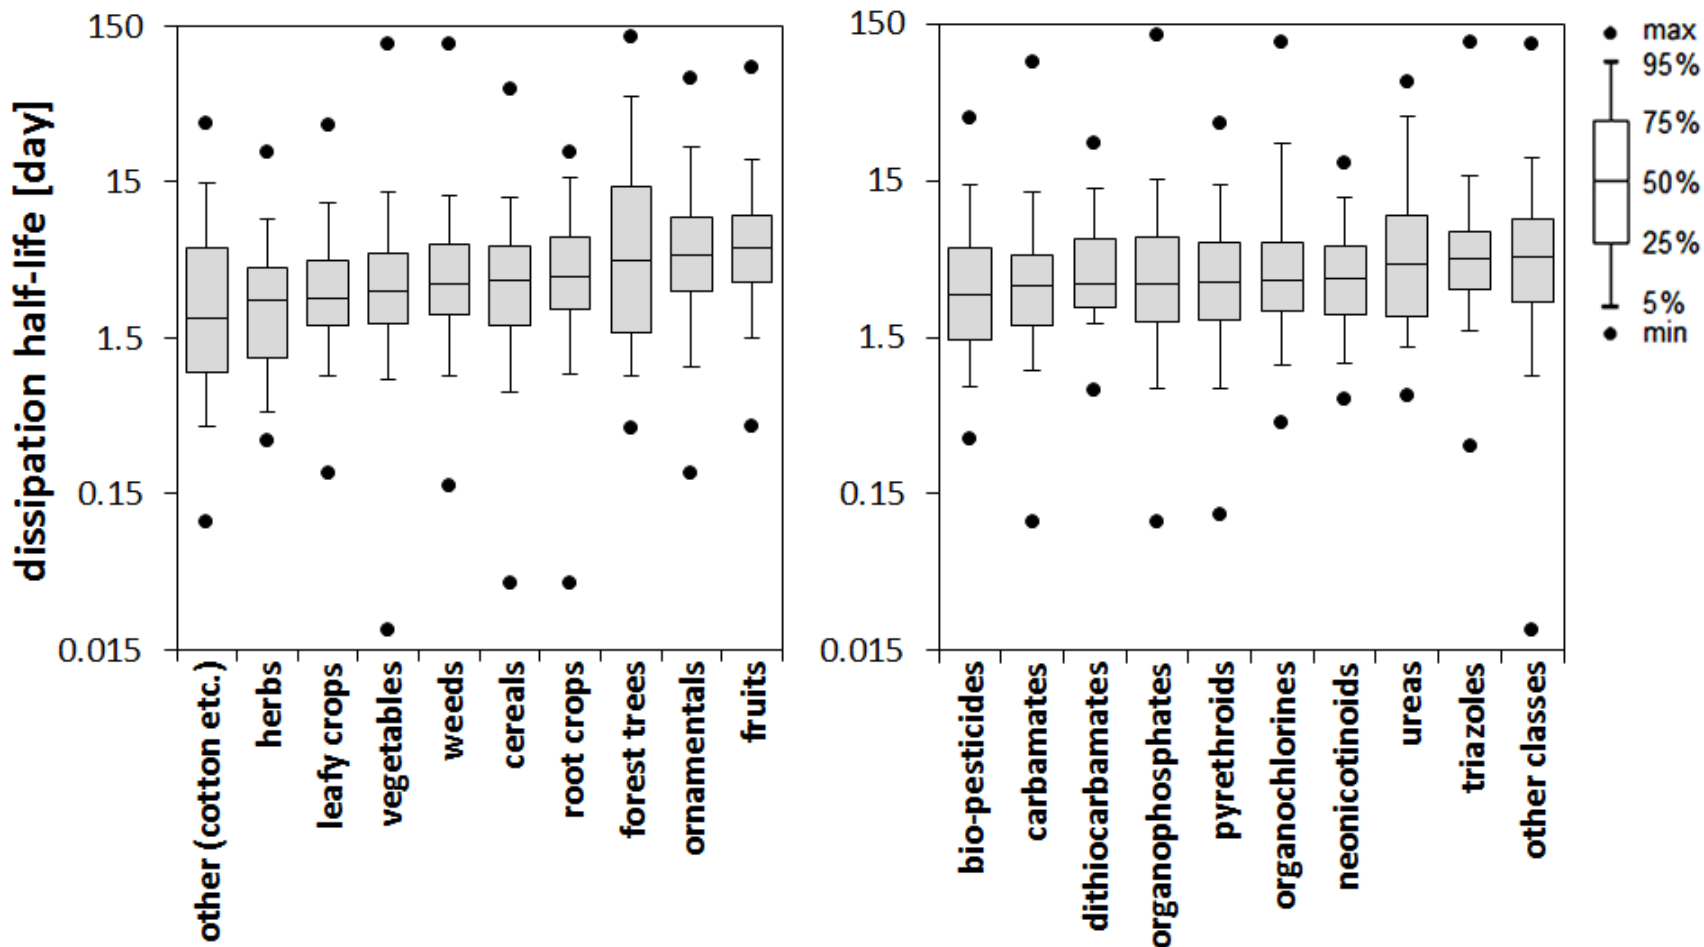 dissipation half-life [day]
150
15
1.5
0.15
0.015
other (cotton etc.)
herbs
leafy crops
vegetables
weeds
cereals
root crops
forest trees
ornamentals
fruits
150
15
1.5
0.15
0.015
bio-pesticides
carbamates
dithiocarbamates
organophosphates
pyrethroids
organochlorines
neonicotinoids
ureas
triazoles
other classes
max
95%
75%
50%
25%
5%
min